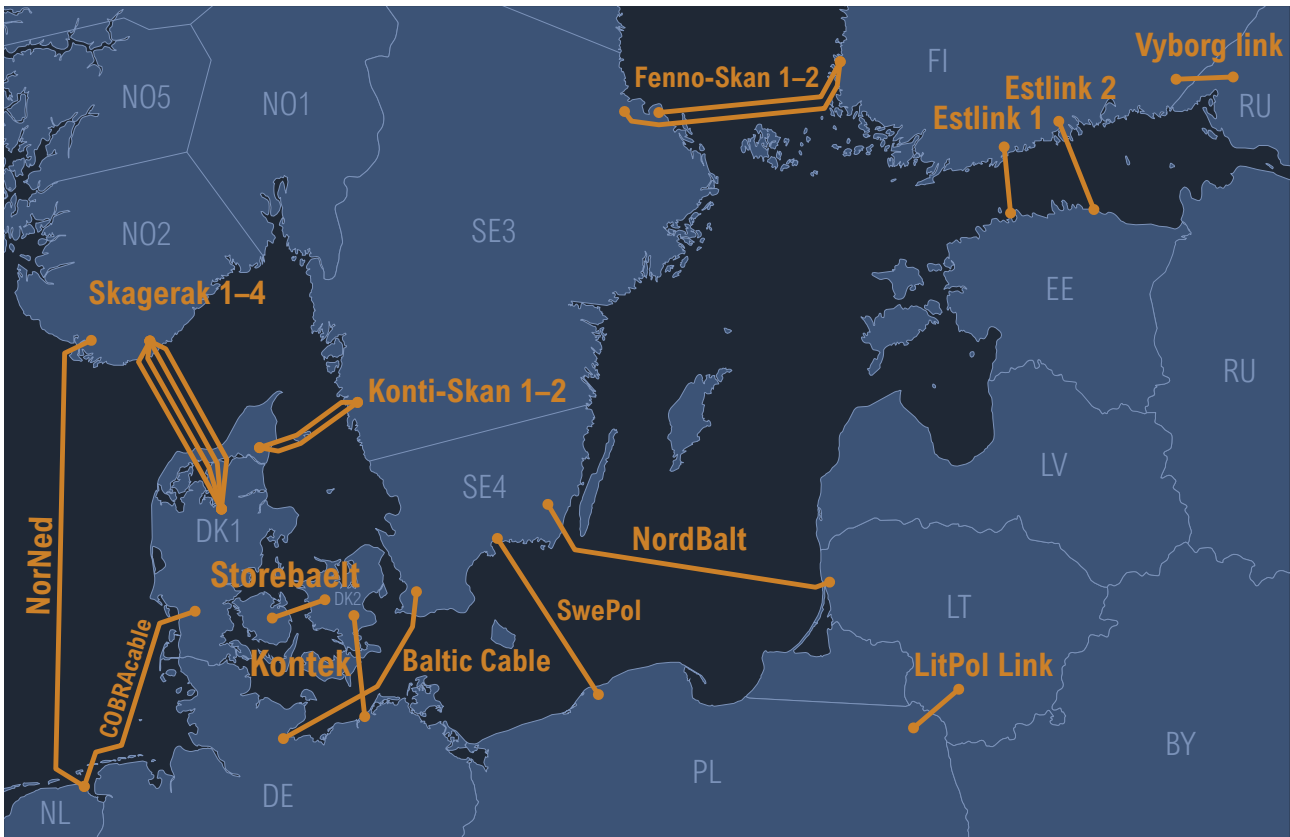 Vyborg link
FI
Fenno-Skan 1–2
Estlink 2
NO5
NO1
RU
Estlink 1
NO2
SE3
Skagerak 1–4
EE
RU
Konti-Skan 1–2
LV
SE4
DK1
NordBalt
NorNed
Storebaelt
DK2
SwePol
LT
COBRAcable
Kontek
Baltic Cable
LitPol Link
BY
PL
DE
NL